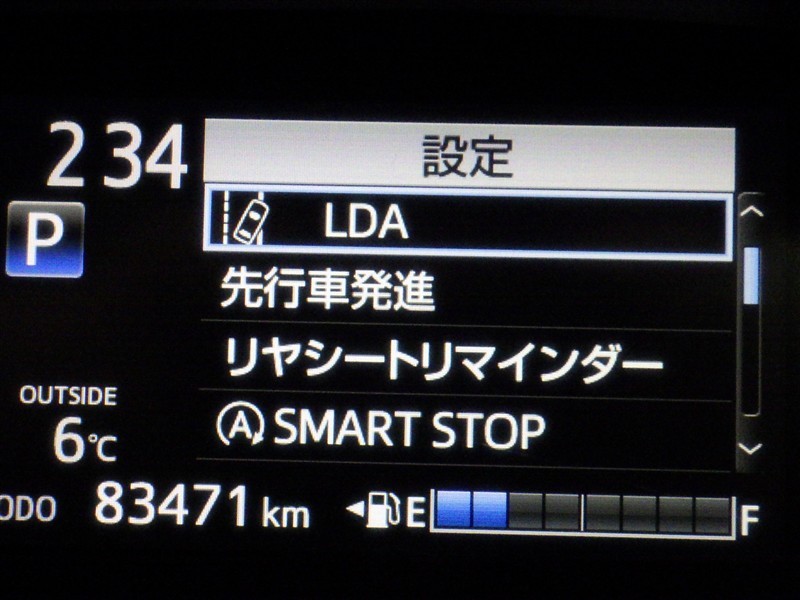 2 34
設定
P
LDA
先行車発進
リヤシートリマインダー
A SMART STOP
OUTSIDE
6℃
ODO 83471 km
E F